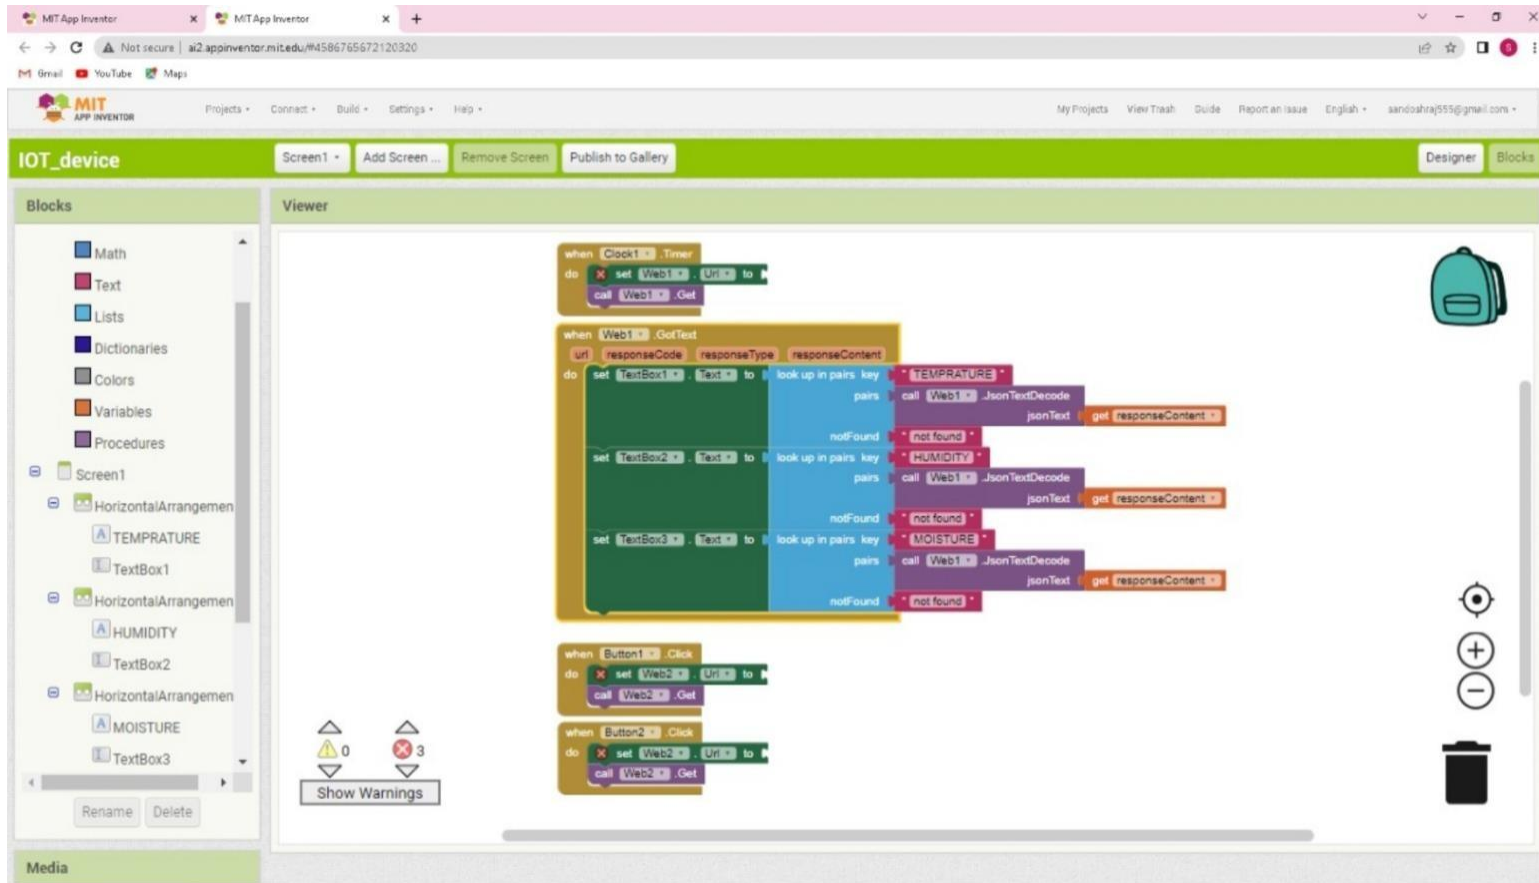 MIT App Inventor
MIT App Inventor
Not secure | ai2.appinventor.mit.edu/#4586765672120320
Gmail YouTube Maps
MIT
APP INVENTOR
Projects Connect Build Settings Help My Projects View Trash Guide Report an Issue English sandoshraj555@gmail.com
IOT_device Screen1 Add Screen ... Remove Screen Publish to Gallery Designer Blocks
Blocks
Math
Text
Lists
Dictionaries
Colors
Variables
Procedures
Screen1
HorizontalArrangemen
TEMPRATURE
TextBox1
HorizontalArrangemen
HUMIDITY
TextBox2
HorizontalArrangemen
MOISTURE
TextBox3
Rename Delete
Media
Viewer
when Clock1 .Timer
do set Web1 . Url to
call Web1 .Get
when Web1 .GotText
url responseCode responseType responseContent
do set TextBox1 . Text to look up in pairs key " TEMPRATURE "
pairs call Web1 .JsonTextDecode
jsonText get responseContent
notFound " not found "
set TextBox2 . Text to look up in pairs key " HUMIDITY "
pairs call Web1 .JsonTextDecode
jsonText get responseContent
notFound " not found "
set TextBox3 . Text to look up in pairs key " MOISTURE "
pairs call Web1 .JsonTextDecode
jsonText get responseContent
notFound " not found "
when Button1 .Click
do set Web2 . Url to
call Web2 .Get
when Button2 .Click
do set Web2 . Url to
call Web2 .Get
0 3
Show Warnings